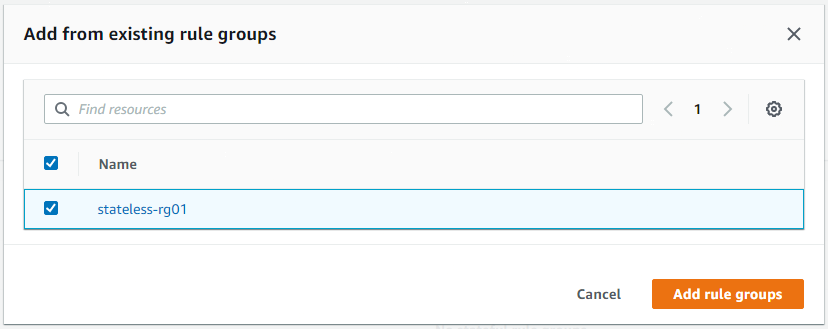 Add from existing rule groups
Find resources
1
Name
stateless-rg01
Cancel
Add rule groups